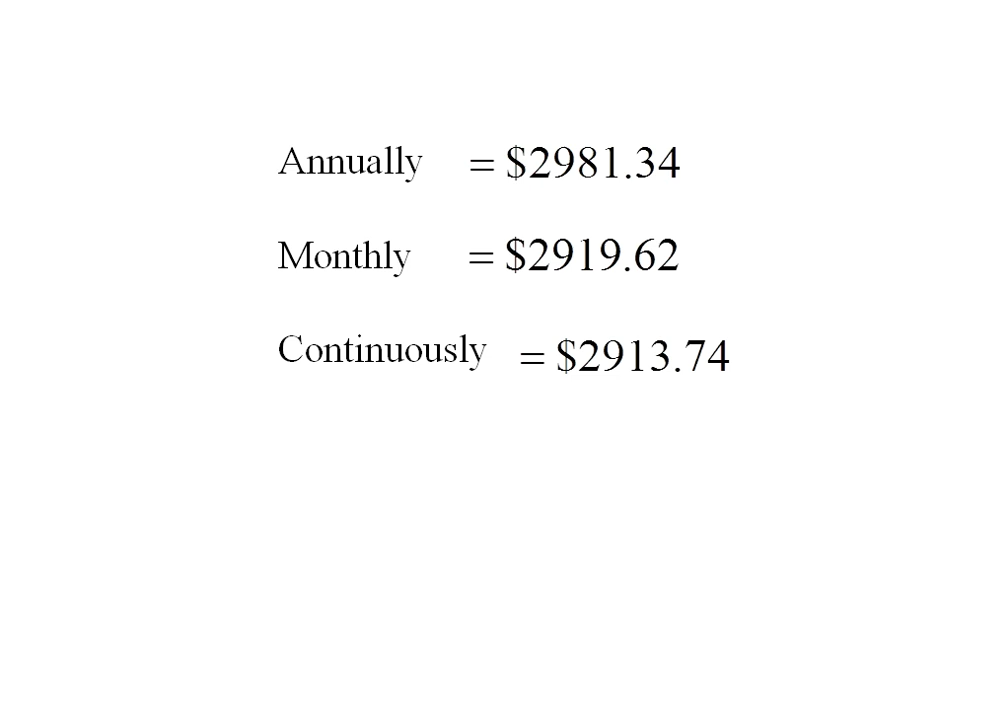 Annually = $2981.34
Monthly = $2919.62
Continuously = $2913.74